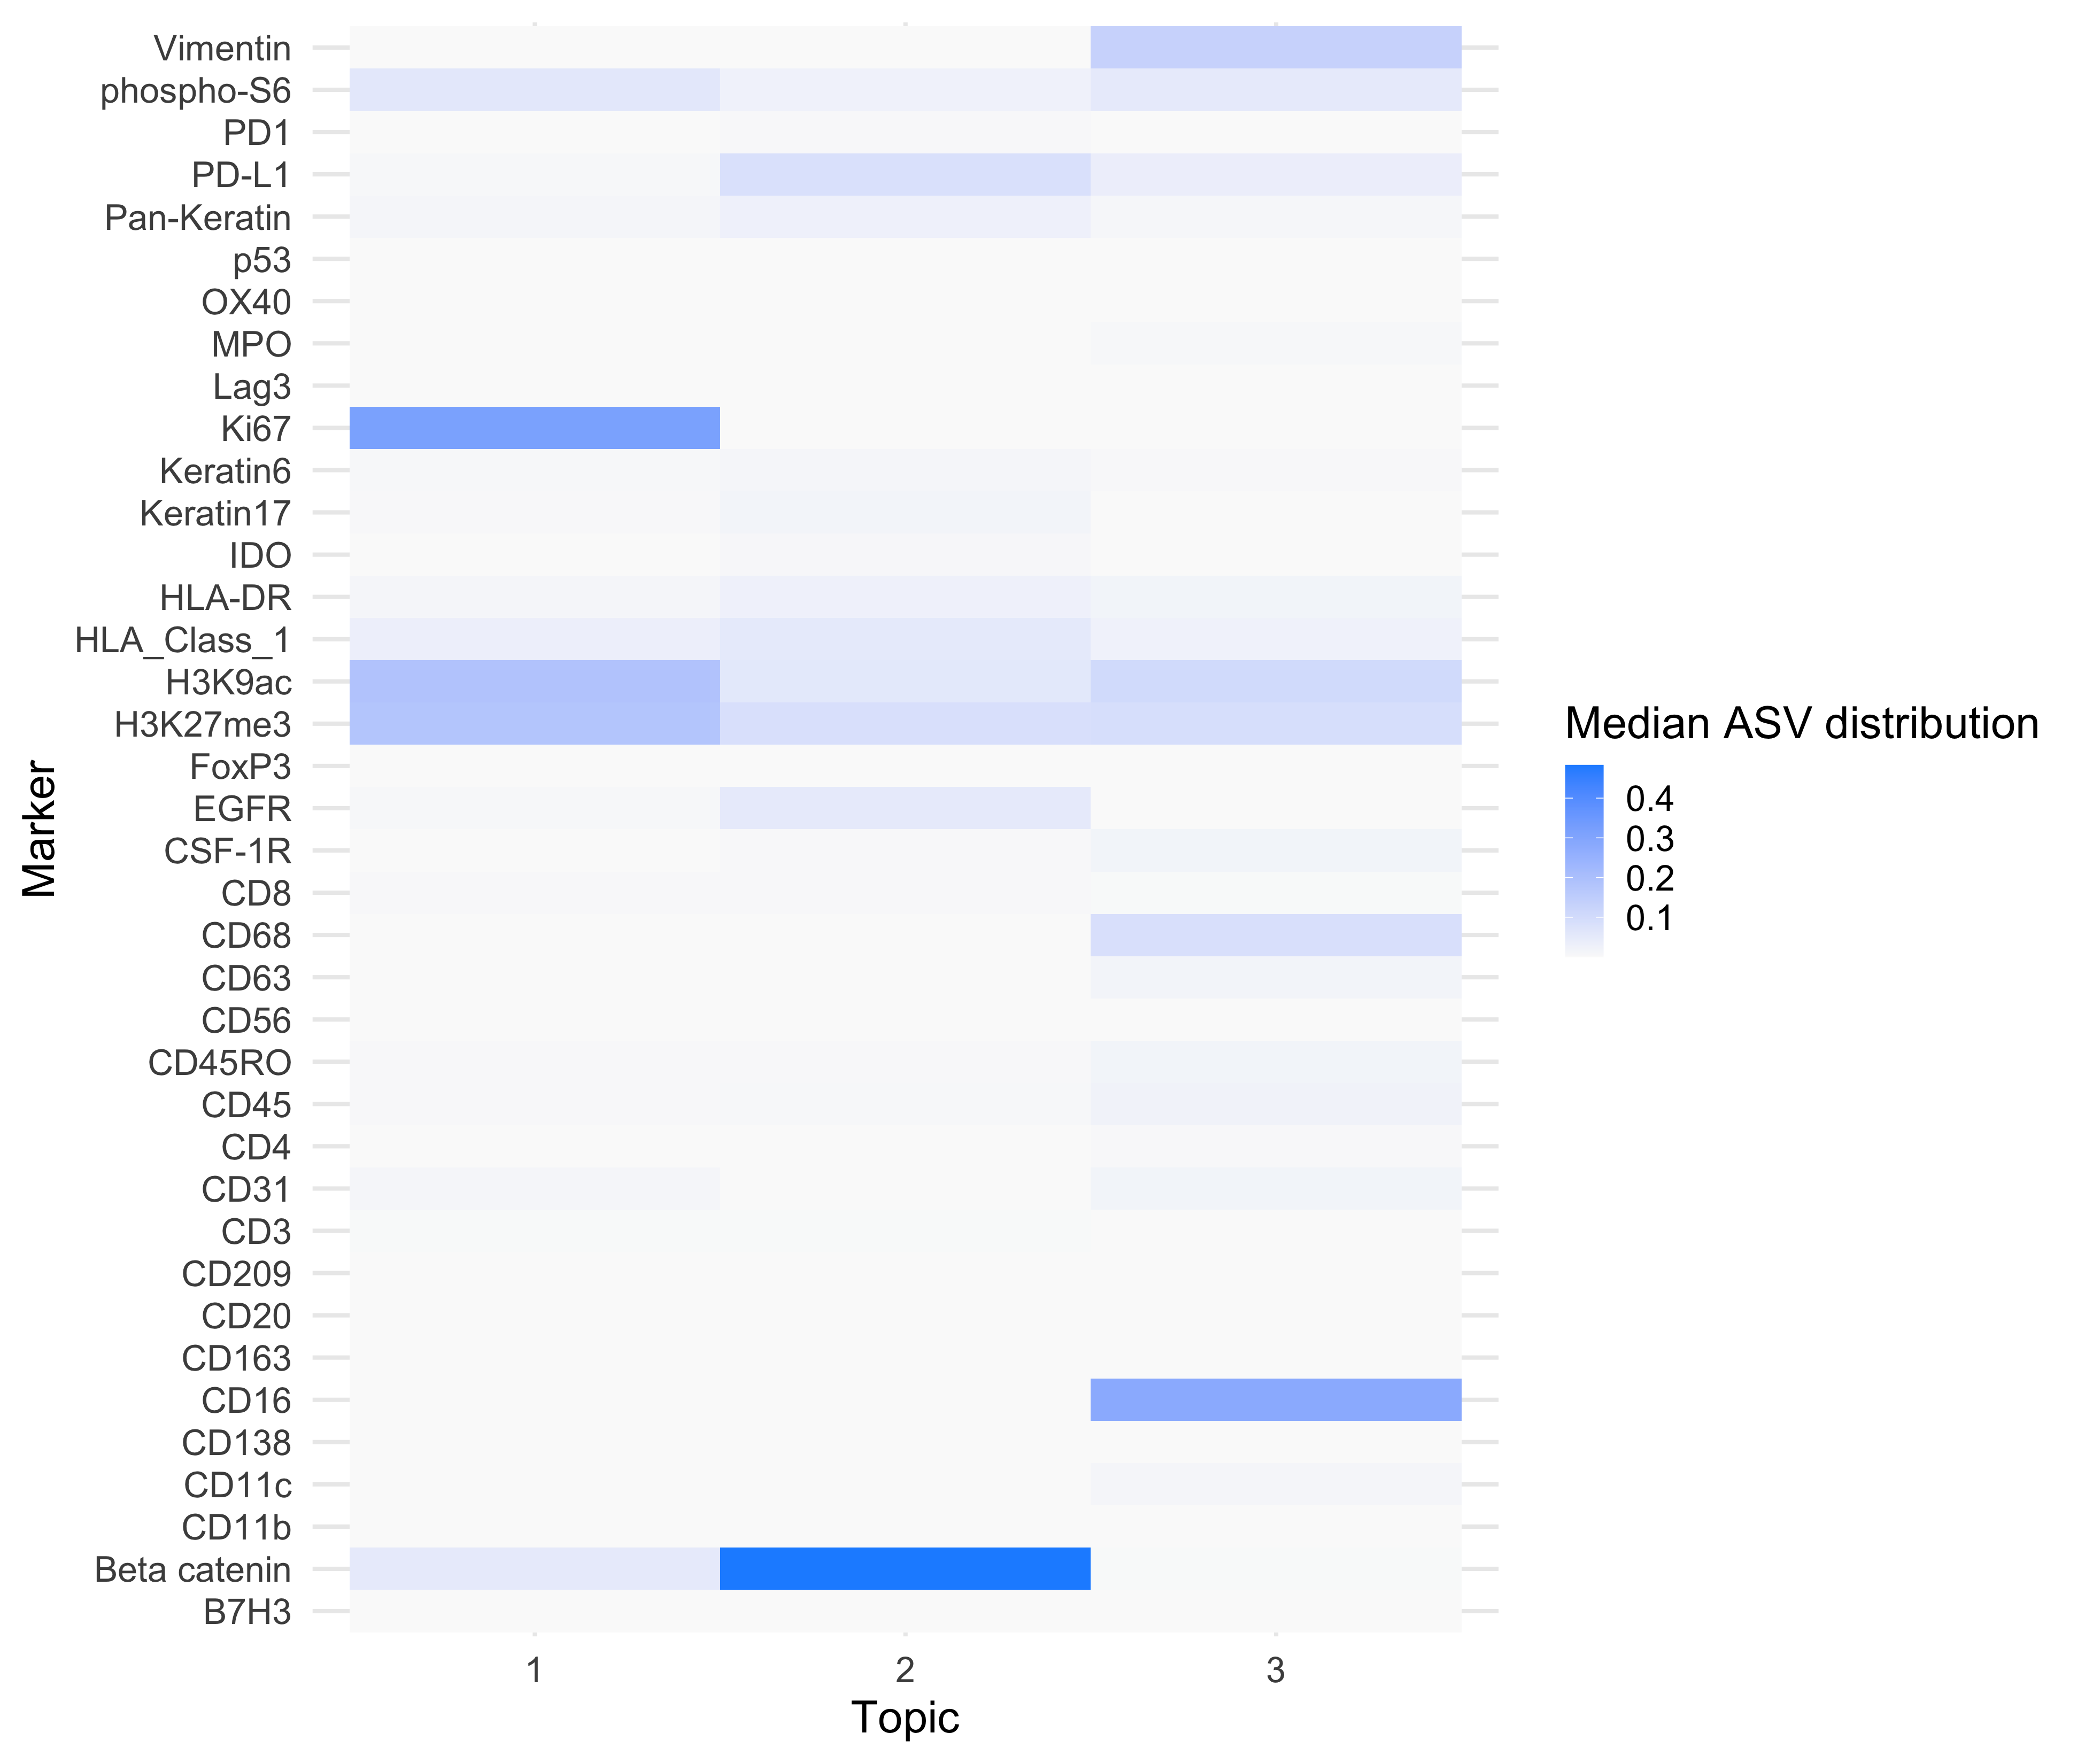 Vimentin
phospho-S6
PD1
PD-L1
Pan-Keratin
p53
OX40
MPO
Lag3
Ki67
Keratin6
Keratin17
IDO
HLA-DR
HLA_Class_1
H3K9ac
H3K27me3
FoxP3
EGFR
CSF-1R
CD8
CD68
CD63
CD56
CD45RO
CD45
CD4
CD31
CD3
CD209
CD20
CD163
CD16
CD138
CD11c
CD11b
Beta catenin
B7H3
Marker
1 2 3
Topic
Median ASV distribution
0.4
0.3
0.2
0.1